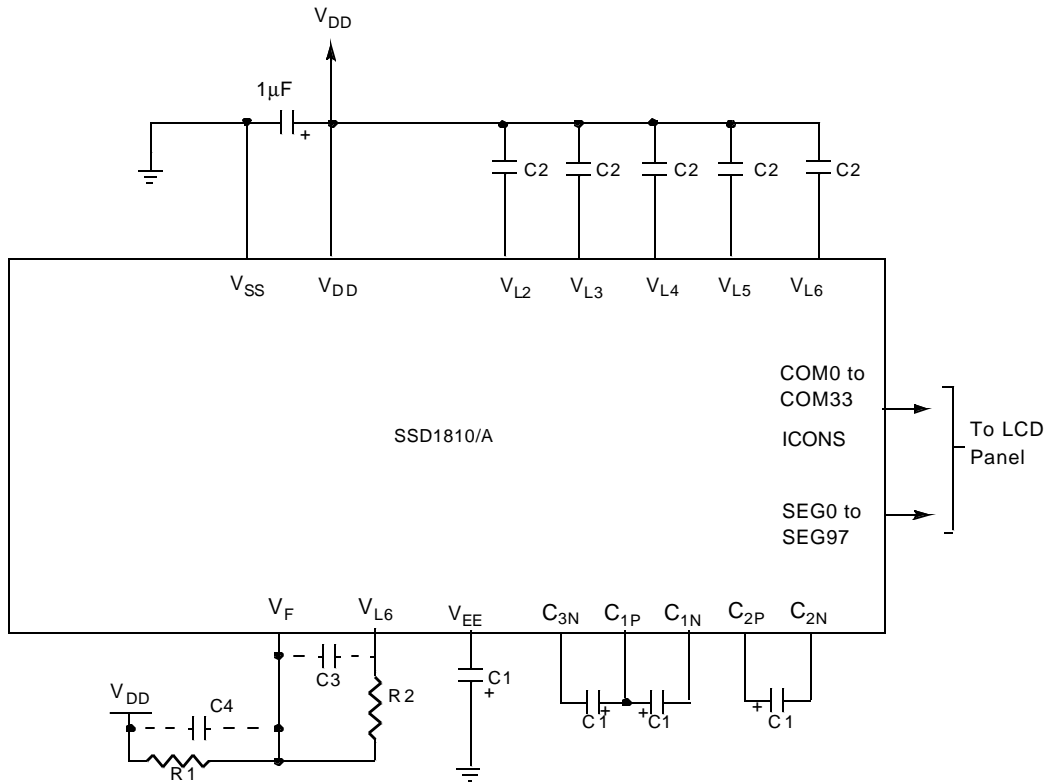 VDD
1μF
+
C2 C2 C2 C2 C2
VSS VDD VL2 VL3 VL4 VL5 VL6
COM0 to
COM33
ICONS
SEG0 to
SEG97
To LCD
Panel
SSD1810/A
VF VL6 VEE C3N C1P C1N C2P C2N
C3
R2
C1
+
VDD
C4
R1
+ + +
C1 C1 C1